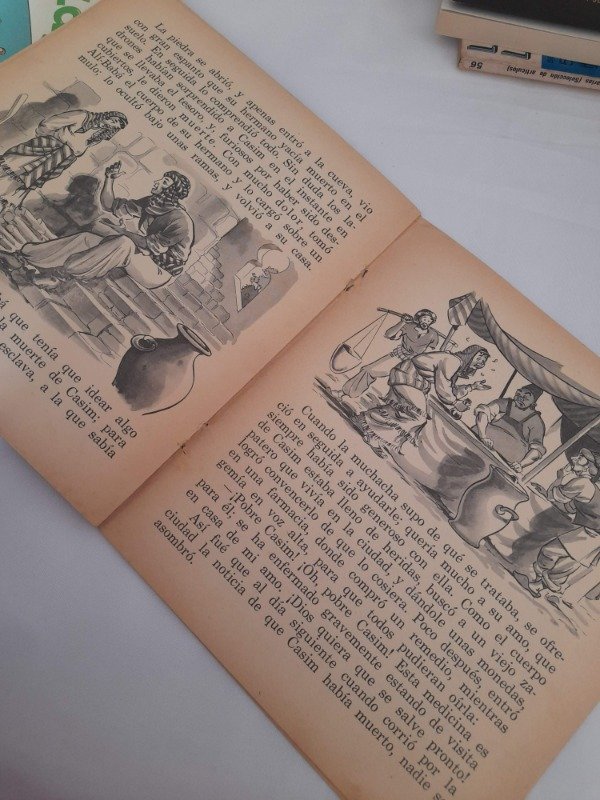 La piedra se abrió, y apenas entró a la cueva, vio
con gran espanto que su hermano yacía muerto en el
suelo. En seguida lo comprendió todo. Sin duda los la-
drones habían sorprendido a Casim en el instante en
que se llevaba el tesoro, y, furiosos por haber sido des-
cubiertos, le dieron muerte. Con mucho dolor tomó
Alí-Babá el cuerpo de su hermano y lo cargó sobre un
mulo; lo ocultó bajo unas ramas, y volvió a su casa.
que tenía que idear algo
la muerte de Casim, para
esclava, a la que sabía
Cuando la muchacha supo de qué se trataba, se ofre-
ció en seguida a ayudarle; quería mucho a su amo, que
siempre había sido generoso con ella. Como el cuerpo
de Casim estaba lleno de heridas, buscó a un viejo za-
patero que vivía en la ciudad y dándole unas monedas,
logró convencerlo de que lo cosiera. Poco después, entró
en una farmacia donde compró un remedio, mientras
gemía en voz alta, para que todos pudieran oírla:
—¡Pobre Casim! ¡Oh, pobre Casim! Esta medicina es
para él; se ha enfermado gravemente estando de visita
en casa de mi amo. ¡Dios quiera que se salve pronto!
Así fué que al día siguiente cuando corrió por la
ciudad la noticia de que Casim había muerto, nadie se
asombró.
56
(Selección de artículos)